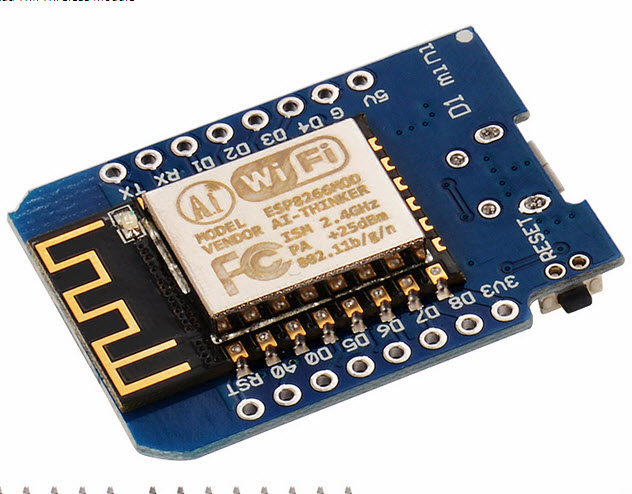 D1 mini
5V
G
D4
D3
D2
D1
RX
TX
Ai
WiFi
MODEL ESP8266MOD
VENDOR AI-THINKER
ISM 2.4GHz
PA +25dBm
802.11b/g/n
FC
RESET
3V3
D8
D7
D6
D5
D0
A0
RST